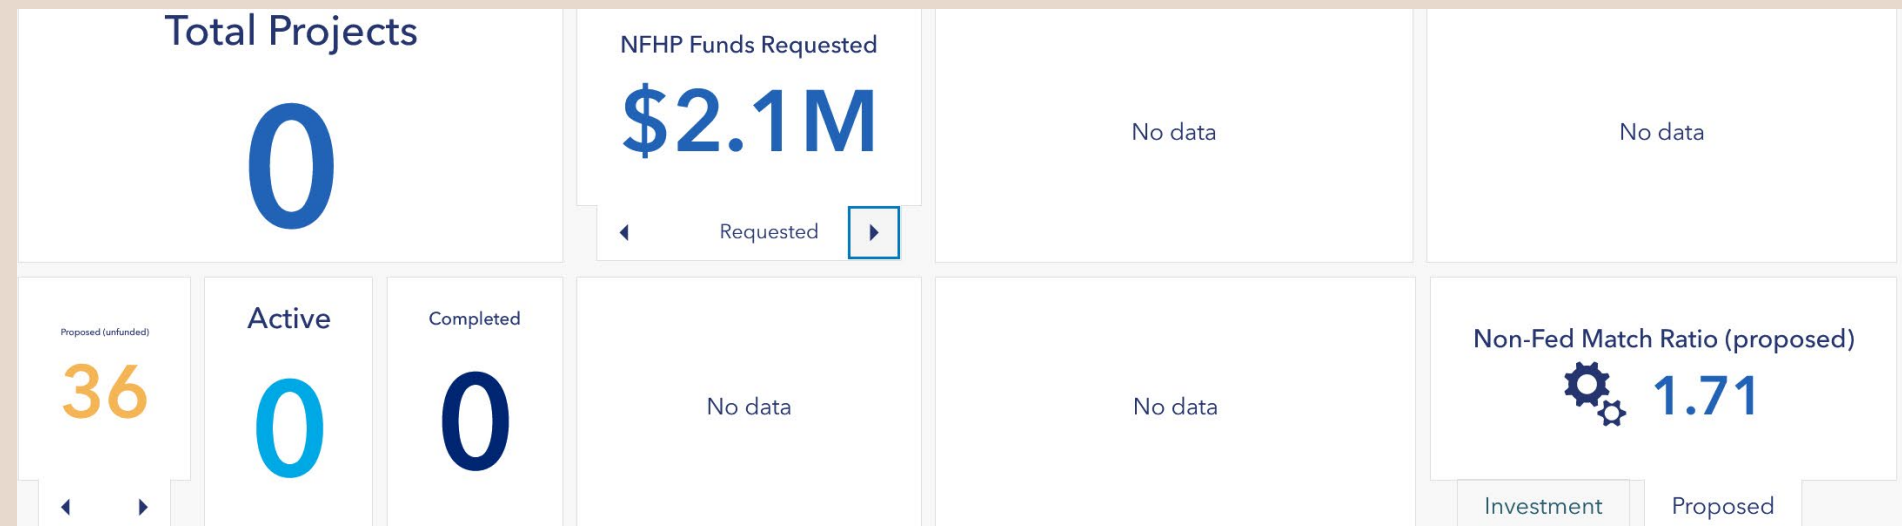 Total Projects
0
NFHP Funds Requested
$2.1M
Requested
No data
No data
Proposed (unfunded)
36
Active
0
Completed
0
No data
No data
Non-Fed Match Ratio (proposed)
1.71
Investment
Proposed